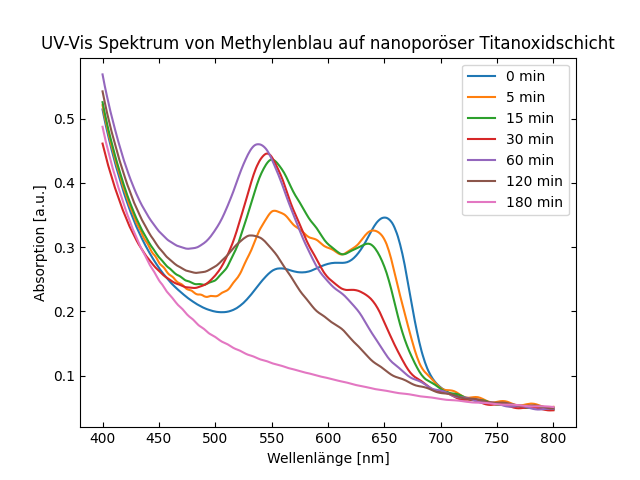 UV-Vis Spektrum von Methylenblau auf nanoporöser Titanoxidschicht
0 min
5 min
15 min
30 min
60 min
120 min
180 min
0.5
0.4
0.3
0.2
0.1
Absorption [a.u.]
400 450 500 550 600 650 700 750 800
Wellenlänge [nm]